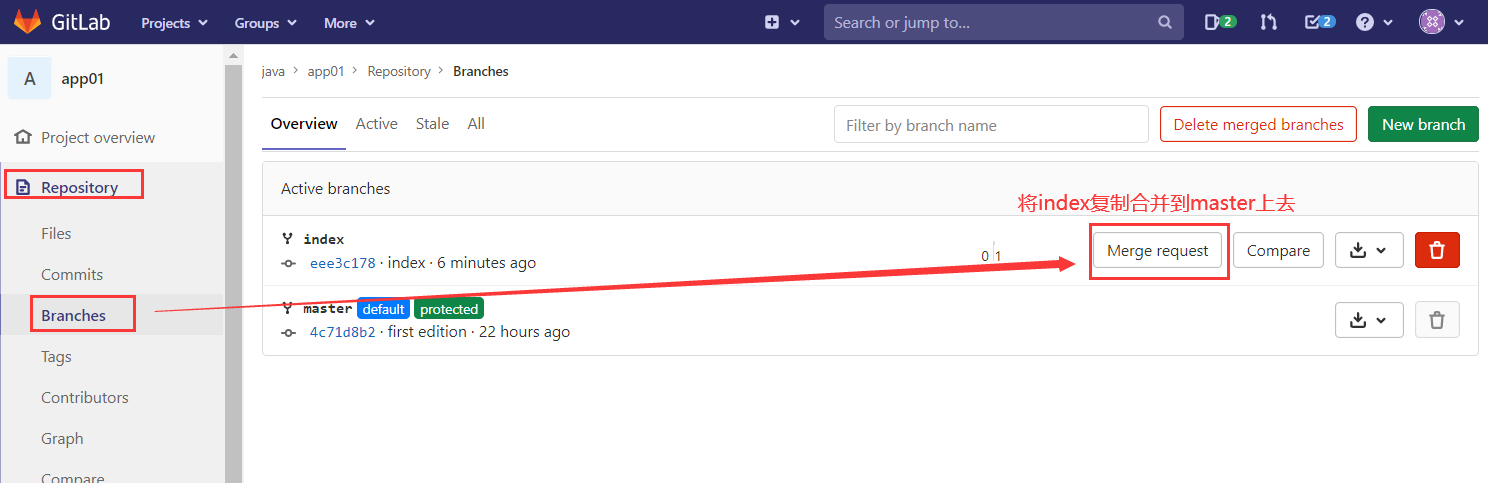 GitLab Projects Groups More Search or jump to... 2 2
A app01
java > app01 > Repository > Branches
Project overview
Repository
Files
Commits
Branches
Tags
Contributors
Graph
Compare
Overview Active Stale All Filter by branch name Delete merged branches New branch
Active branches
将index复制合并到master上去
index
eee3c178 · index · 6 minutes ago
0 1 Merge request Compare
master default protected
4c71d8b2 · first edition · 22 hours ago